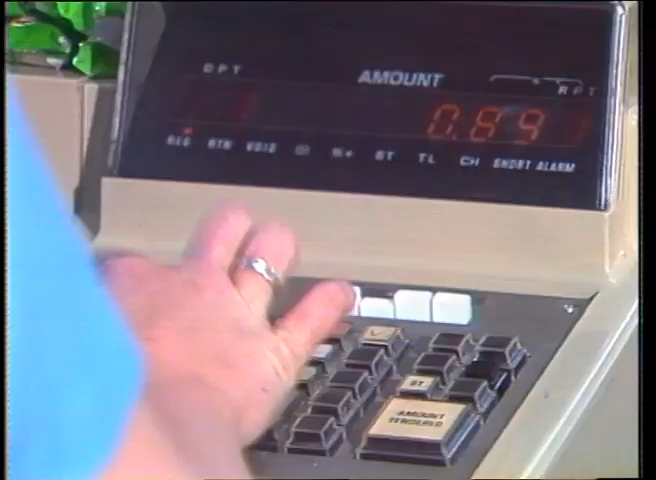 DPT AMOUNT RPT
0.89
REG RTN VOID ST TL CH SHORT ALARM
ST
AMOUNT
TENDERED